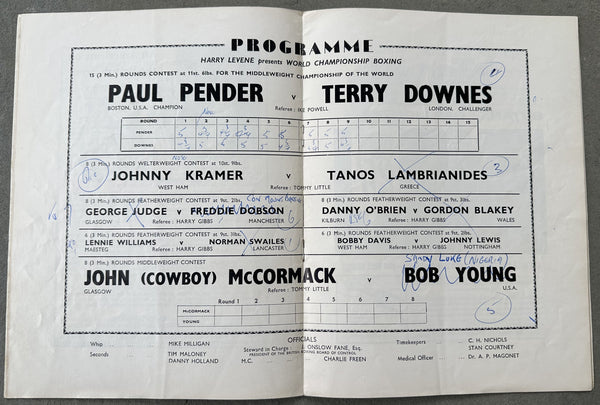 PROGRAMME
HARRY LEVENE presents WORLD CHAMPIONSHIP BOXING
15 (3 Min.) ROUNDS CONTEST at 11st. 6lbs. FOR THE MIDDLEWEIGHT CHAMPIONSHIP OF THE WORLD
PAUL PENDER v TERRY DOWNES
BOSTON, U.S.A. CHAMPION Referee: IKE POWELL LONDON, CHALLENGER
ROUND 1 2 3 4 5 6 7 8 9 10 11 12 13 14 15
PENDER
DOWNES
8 (3 Min.) ROUNDS WELTERWEIGHT CONTEST at 10st. 9lbs.
JOHNNY KRAMER v TANOS LAMBRIANIDES 3
WEST HAM Referee: TOMMY LITTLE GREECE
8 (3 Min.) ROUNDS FEATHERWEIGHT CONTEST at 9st. 2lbs.
GEORGE JUDGE v FREDDIE DOBSON 6
GLASGOW Referee: HARRY GIBBS MANCHESTER
8 (3 Min.) ROUNDS FEATHERWEIGHT CONTEST at 9st. 2lbs.
DANNY O'BRIEN v GORDON BLAKEY
KILBURN Referee: HARRY GIBBS WALES
6 (3 Min.) ROUNDS FEATHERWEIGHT CONTEST at 9st. 9lbs.
LENNIE WILLIAMS v NORMAN SWAILES
MAESTEG Referee: HARRY GIBBS LANCASTER
6 (3 Min.) ROUNDS FEATHERWEIGHT CONTEST at 9st. 3lbs.
BOBBY DAVIS v JOHNNY LEWIS
WEST HAM Referee: HARRY GIBBS NOTTINGHAM
8 (3 Min.) ROUNDS MIDDLEWEIGHT CONTEST
SANDY LUKE (NIGERIA)
JOHN (COWBOY) McCORMACK v BOB YOUNG
GLASGOW Referee: TOMMY LITTLE U.S.A.
5
Round 1 2 3 4 5 6 7 8
McCORMACK
YOUNG
OFFICIALS
Whip ... MIKE MILLIGAN
Seconds ... TIM MALONEY
DANNY HOLLAND
Steward in Charge: J. ONSLOW FANE, Esq.
PRESIDENT OF THE BRITISH BOXING BOARD OF CONTROL
M.C. ... CHARLIE FREEN
Timekeepers ... C. H. NICHOLS
STAN COURTNEY
Medical Officer ... Dr. A. P. MAGONET